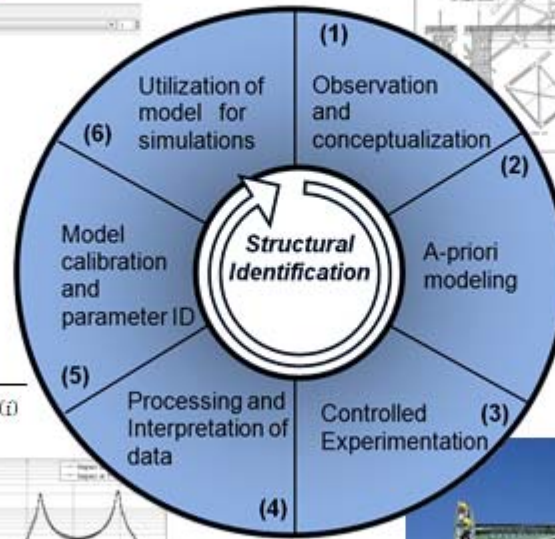 (1)
Observation
and
conceptualization
(2)
A-priori
modeling
(3)
Controlled
Experimentation
(4)
Processing and
Interpretation of
data
(5)
Model
calibration
and
parameter ID
(6)
Utilization of
model for
simulations
Structural
Identification
(f)